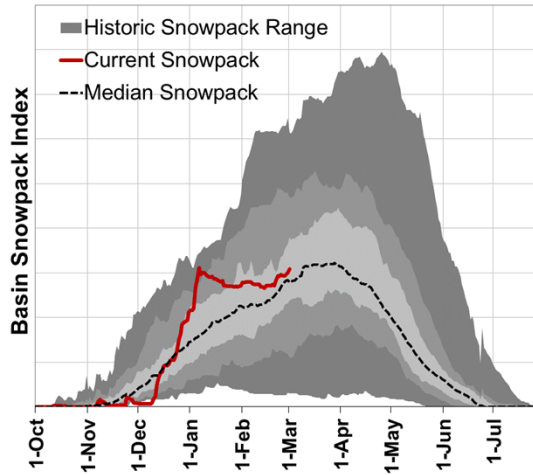 Historic Snowpack Range
Current Snowpack
Median Snowpack
Basin Snowpack Index
1-Oct
1-Nov
1-Dec
1-Jan
1-Feb
1-Mar
1-Apr
1-May
1-Jun
1-Jul